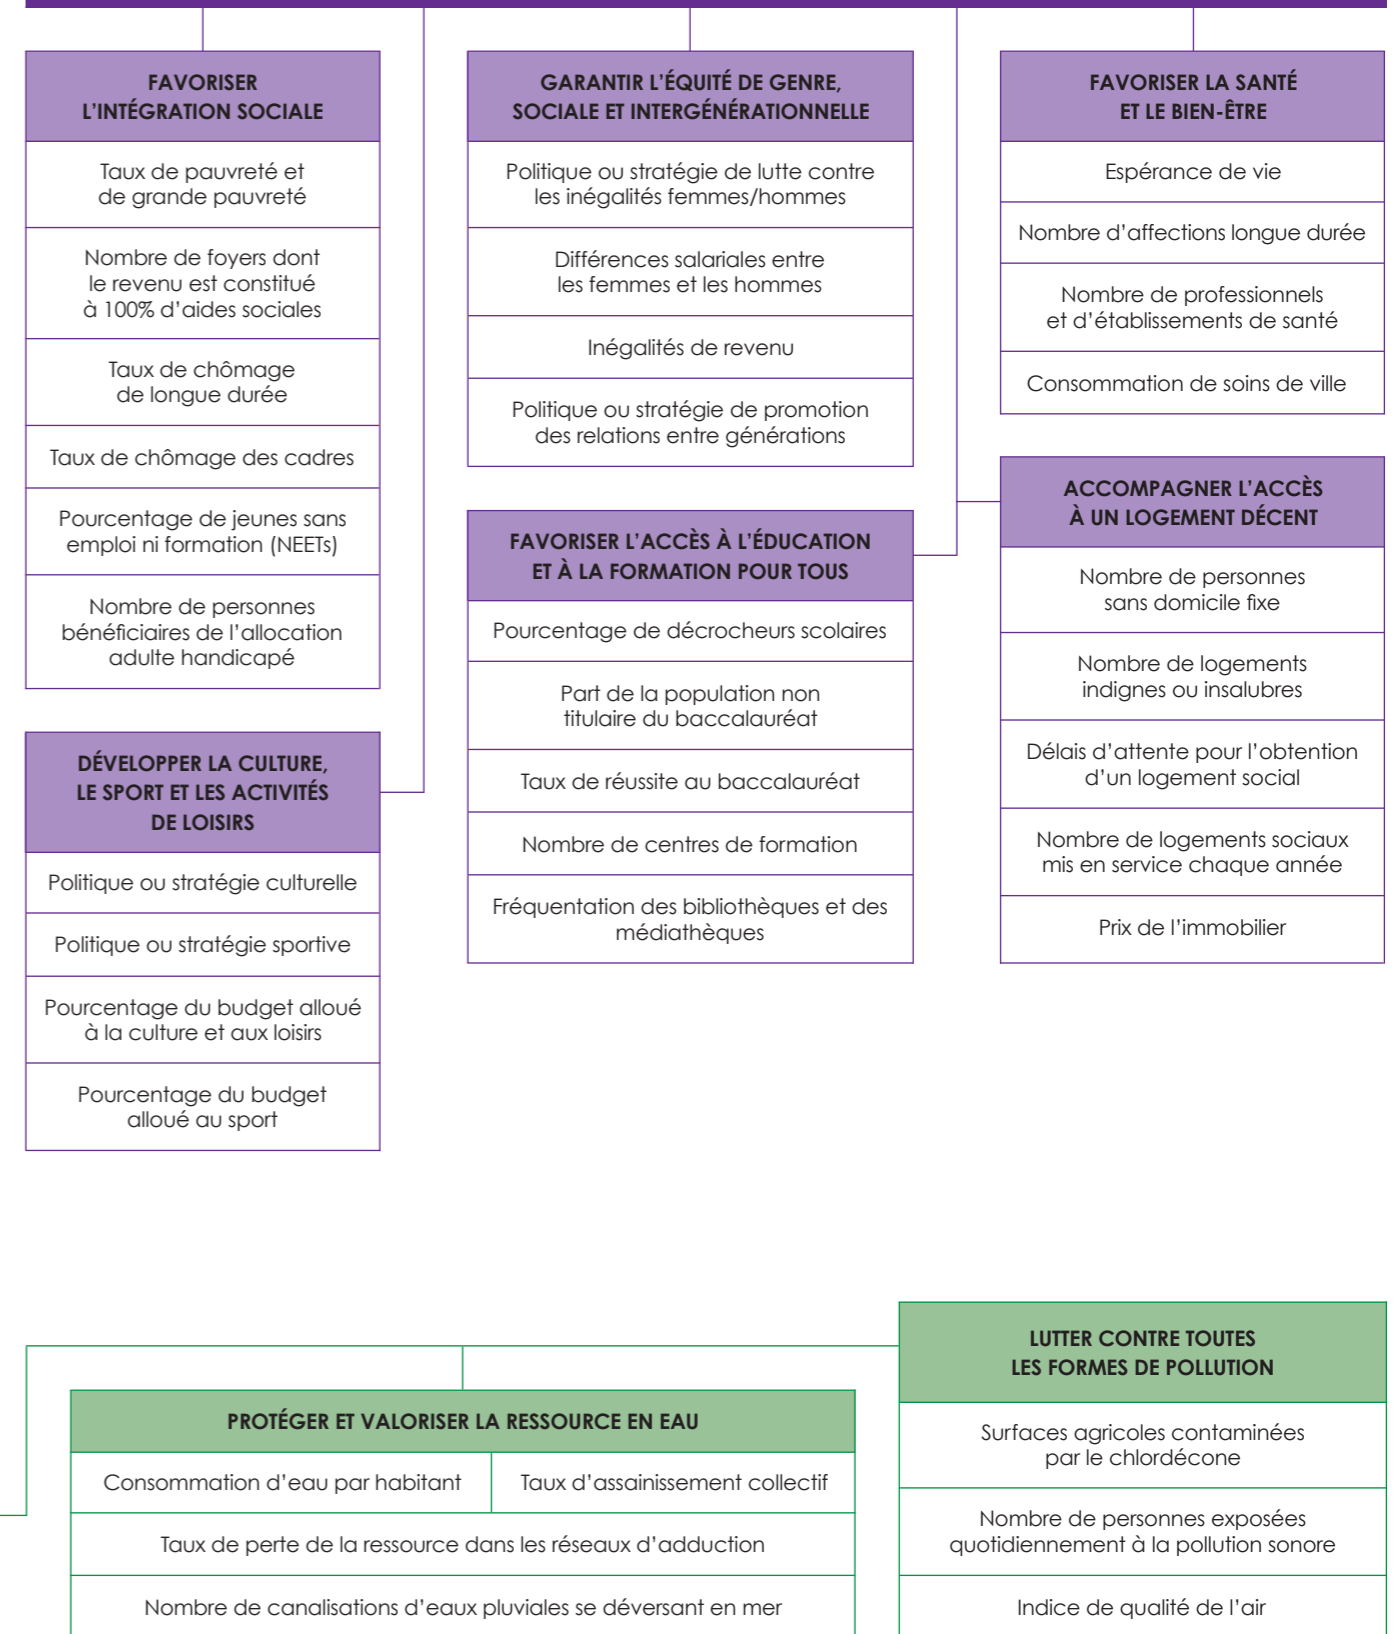 FAVORISER
L'INTÉGRATION SOCIALE
Taux de pauvreté et
de grande pauvreté
Nombre de foyers dont
le revenu est constitué
à 100% d'aides sociales
Taux de chômage
de longue durée
Taux de chômage des cadres
Pourcentage de jeunes sans
emploi ni formation (NEETs)
Nombre de personnes
bénéficiaires de l'allocation
adulte handicapé
DÉVELOPPER LA CULTURE,
LE SPORT ET LES ACTIVITÉS
DE LOISIRS
Politique ou stratégie culturelle
Politique ou stratégie sportive
Pourcentage du budget alloué
à la culture et aux loisirs
Pourcentage du budget
alloué au sport
GARANTIR L'ÉQUITÉ DE GENRE,
SOCIALE ET INTERGÉNÉRATIONNELLE
Politique ou stratégie de lutte contre
les inégalités femmes/hommes
Différences salariales entre
les femmes et les hommes
Inégalités de revenu
Politique ou stratégie de promotion
des relations entre générations
FAVORISER L'ACCÈS À L'ÉDUCATION
ET À LA FORMATION POUR TOUS
Pourcentage de décrocheurs scolaires
Part de la population non
titulaire du baccalauréat
Taux de réussite au baccalauréat
Nombre de centres de formation
Fréquentation des bibliothèques et des
médiathèques
FAVORISER LA SANTÉ
ET LE BIEN-ÊTRE
Espérance de vie
Nombre d'affections longue durée
Nombre de professionnels
et d'établissements de santé
Consommation de soins de ville
ACCOMPAGNER L'ACCÈS
À UN LOGEMENT DÉCENT
Nombre de personnes
sans domicile fixe
Nombre de logements
indignes ou insalubres
Délais d'attente pour l'obtention
d'un logement social
Nombre de logements sociaux
mis en service chaque année
Prix de l'immobilier
PROTÉGER ET VALORISER LA RESSOURCE EN EAU
Consommation d'eau par habitant
Taux d'assainissement collectif
Taux de perte de la ressource dans les réseaux d'adduction
Nombre de canalisations d'eaux pluviales se déversant en mer
LUTTER CONTRE TOUTES
LES FORMES DE POLLUTION
Surfaces agricoles contaminées
par le chlordécone
Nombre de personnes exposées
quotidiennement à la pollution sonore
Indice de qualité de l'air